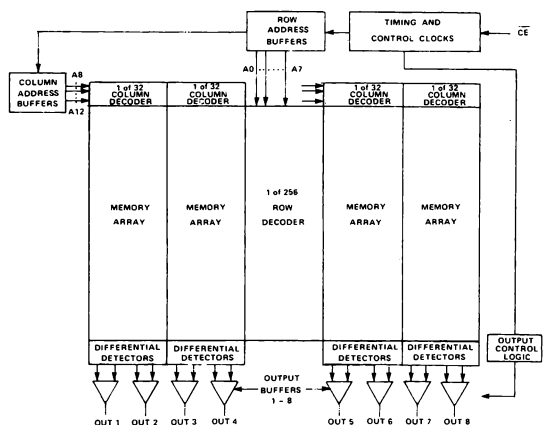 ROW ADDRESS BUFFERS
TIMING AND CONTROL CLOCKS
CE
COLUMN ADDRESS BUFFERS
A8
A12
A0
A7
1 of 32 COLUMN DECODER
1 of 32 COLUMN DECODER
1 of 32 COLUMN DECODER
1 of 32 COLUMN DECODER
MEMORY ARRAY
MEMORY ARRAY
1 of 256 ROW DECODER
MEMORY ARRAY
MEMORY ARRAY
DIFFERENTIAL DETECTORS
DIFFERENTIAL DETECTORS
DIFFERENTIAL DETECTORS
DIFFERENTIAL DETECTORS
OUTPUT CONTROL LOGIC
OUTPUT BUFFERS 1 - 8
OUT 1
OUT 2
OUT 3
OUT 4
OUT 5
OUT 6
OUT 7
OUT 8